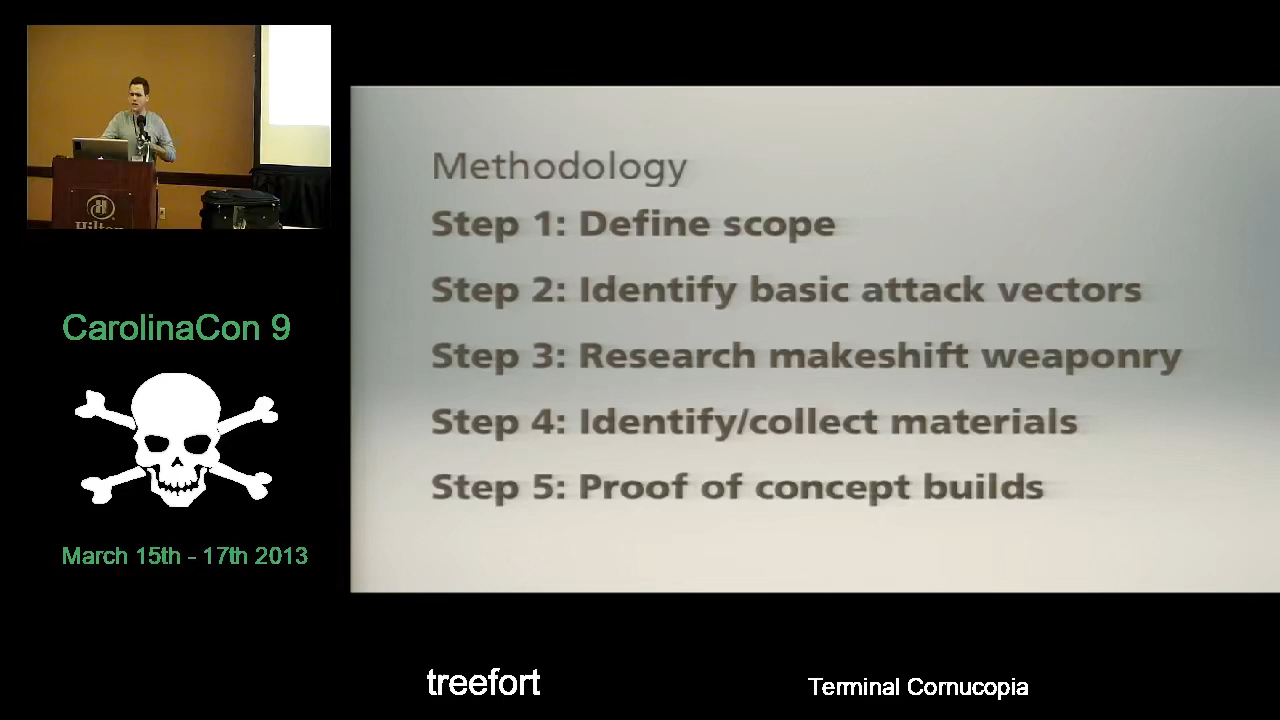 Hilton
CarolinaCon 9
March 15th - 17th 2013
Methodology
Step 1: Define scope
Step 2: Identify basic attack vectors
Step 3: Research makeshift weaponry
Step 4: Identify/collect materials
Step 5: Proof of concept builds
treefort
Terminal Cornucopia